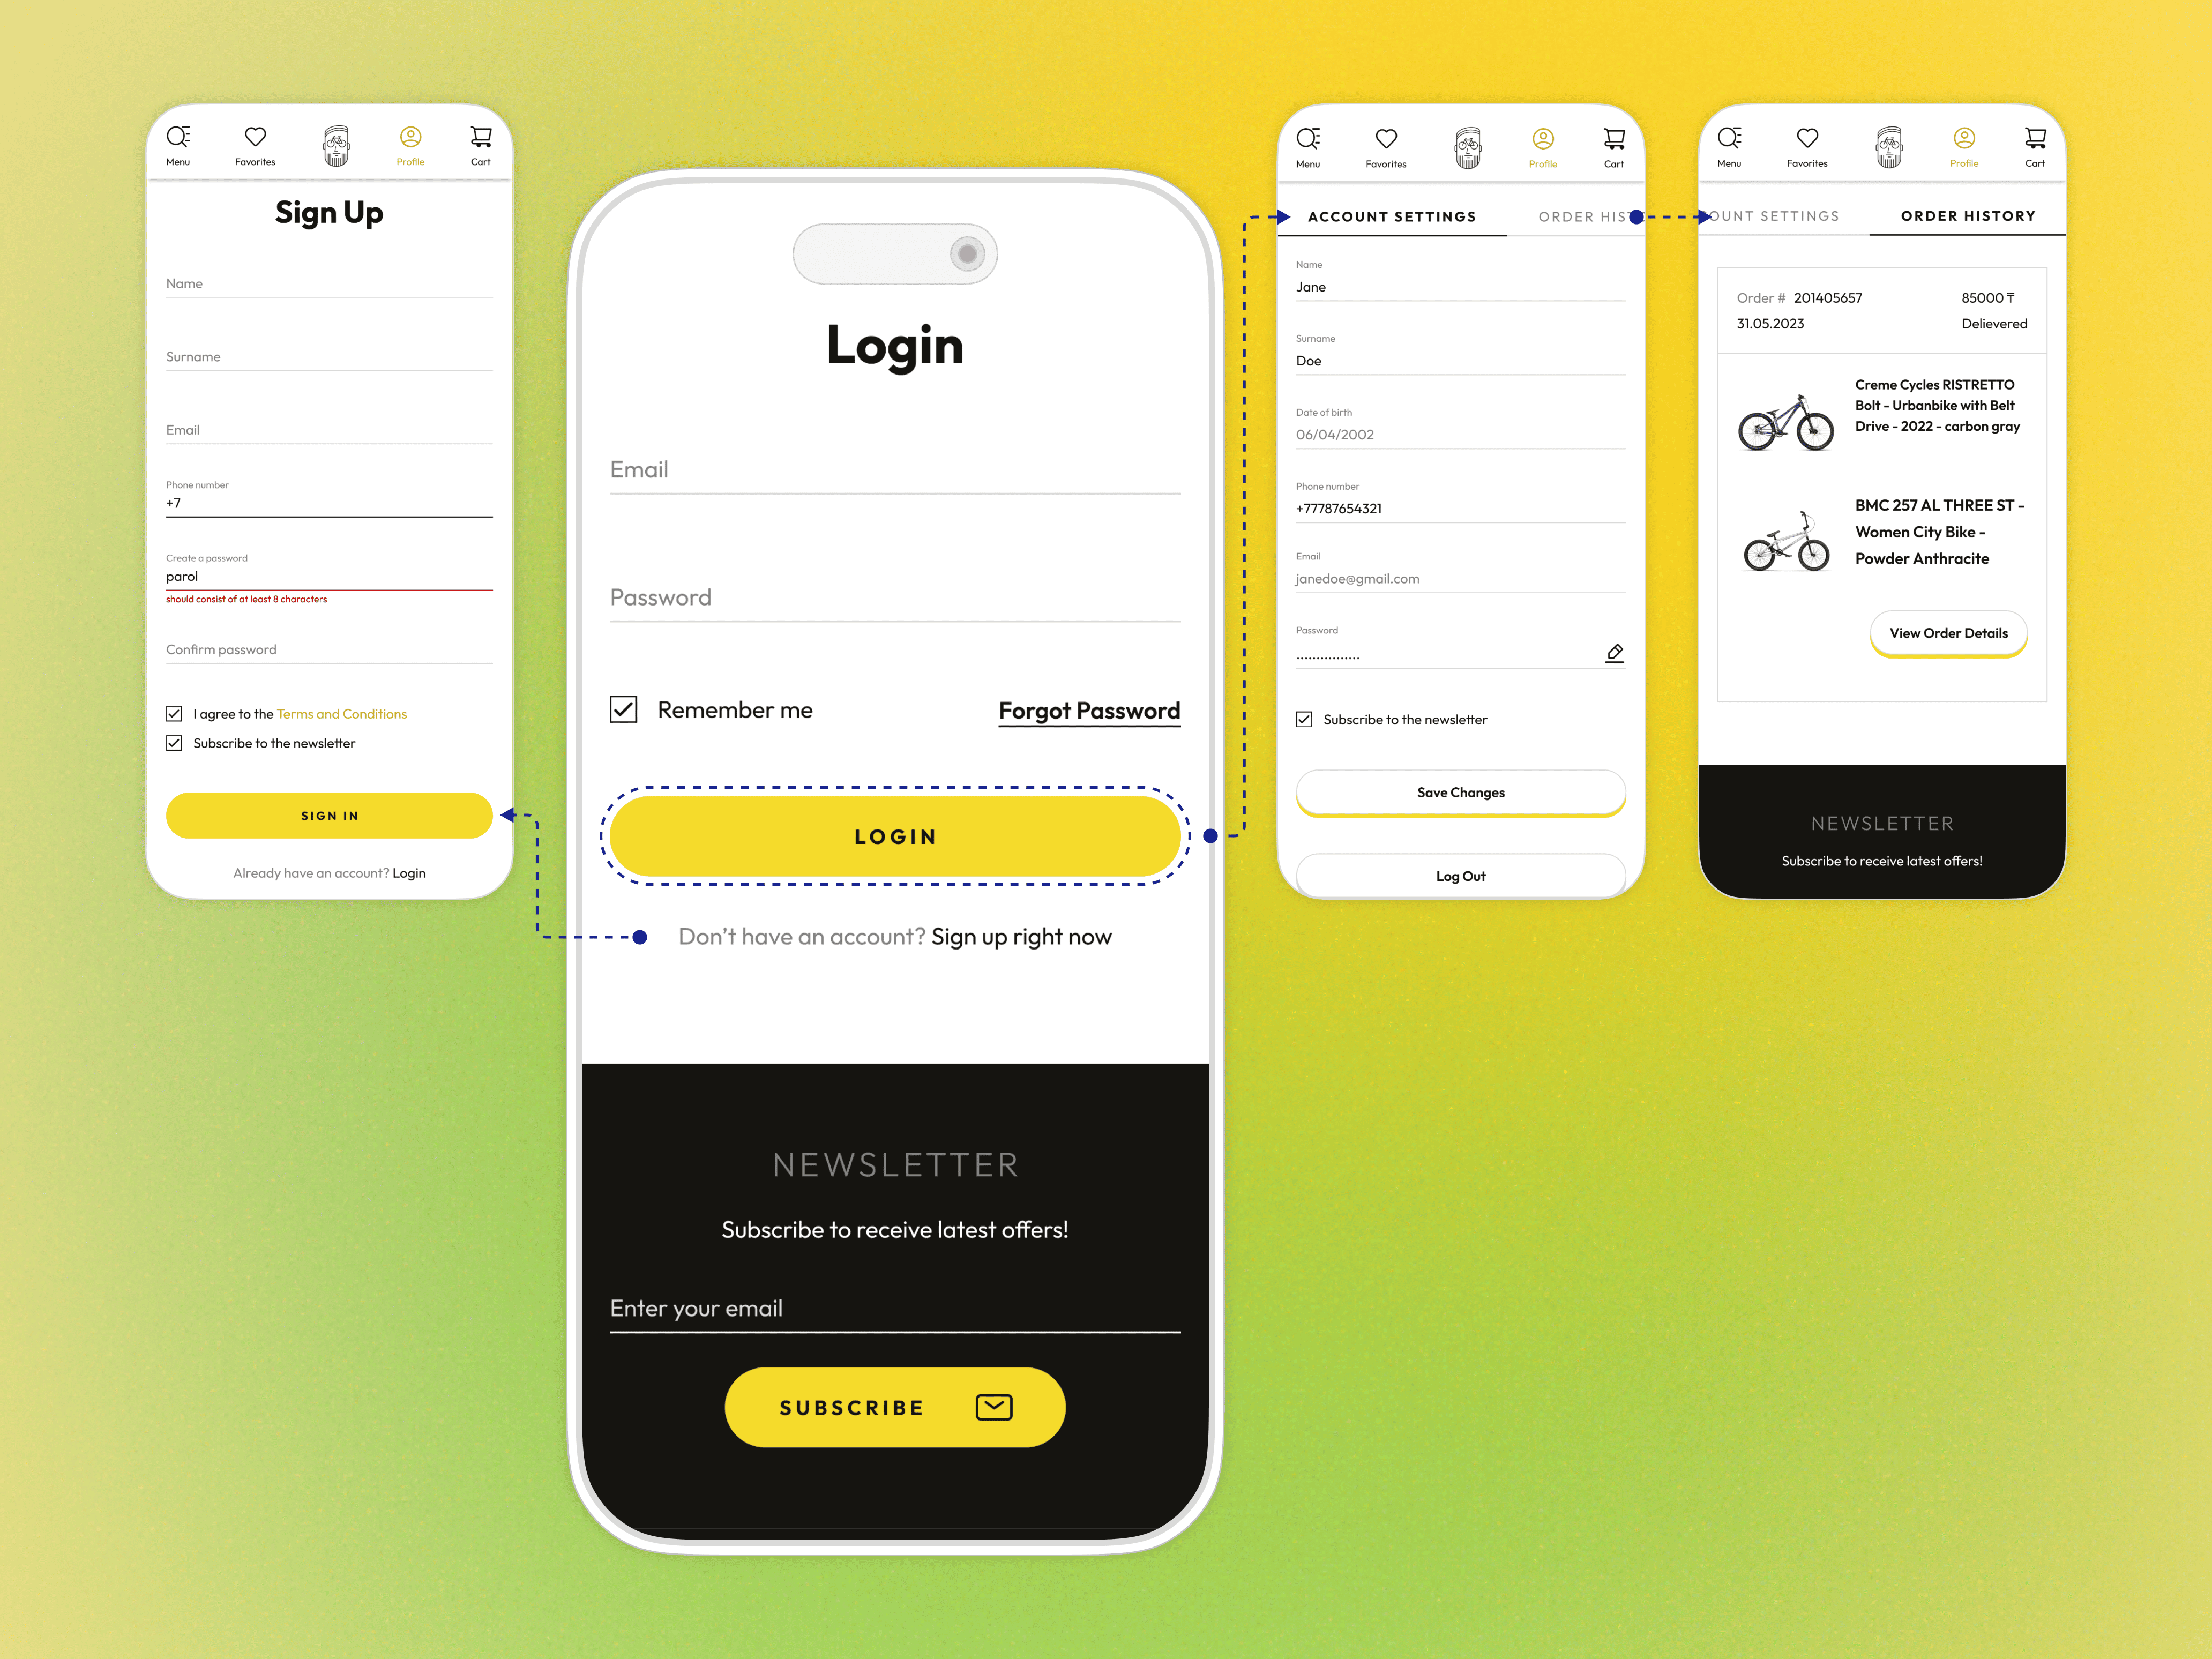 Menu
Favorites
Profile
Cart
Sign Up
Name
Surname
Email
Phone number
+7
Create a password
parol
should consist of at least 8 characters
Confirm password
I agree to the Terms and Conditions
Subscribe to the newsletter
SIGN IN
Already have an account? Login
Login
Email
Password
Remember me
Forgot Password
LOGIN
Don't have an account? Sign up right now
NEWSLETTER
Subscribe to receive latest offers!
Enter your email
SUBSCRIBE
Menu
Favorites
Profile
Cart
ACCOUNT SETTINGS
ORDER HIST
Name
Jane
Surname
Doe
Date of birth
06/04/2002
Phone number
+77787654321
Email
janedoe@gmail.com
Password
................
Subscribe to the newsletter
Save Changes
Log Out
Menu
Favorites
Profile
Cart
OUNT SETTINGS
ORDER HISTORY
Order # 201405657
85000 ₸
31.05.2023
Delievered
Creme Cycles RISTRETTO
Bolt - Urbanbike with Belt
Drive - 2022 - carbon gray
BMC 257 AL THREE ST -
Women City Bike -
Powder Anthracite
View Order Details
NEWSLETTER
Subscribe to receive latest offers!